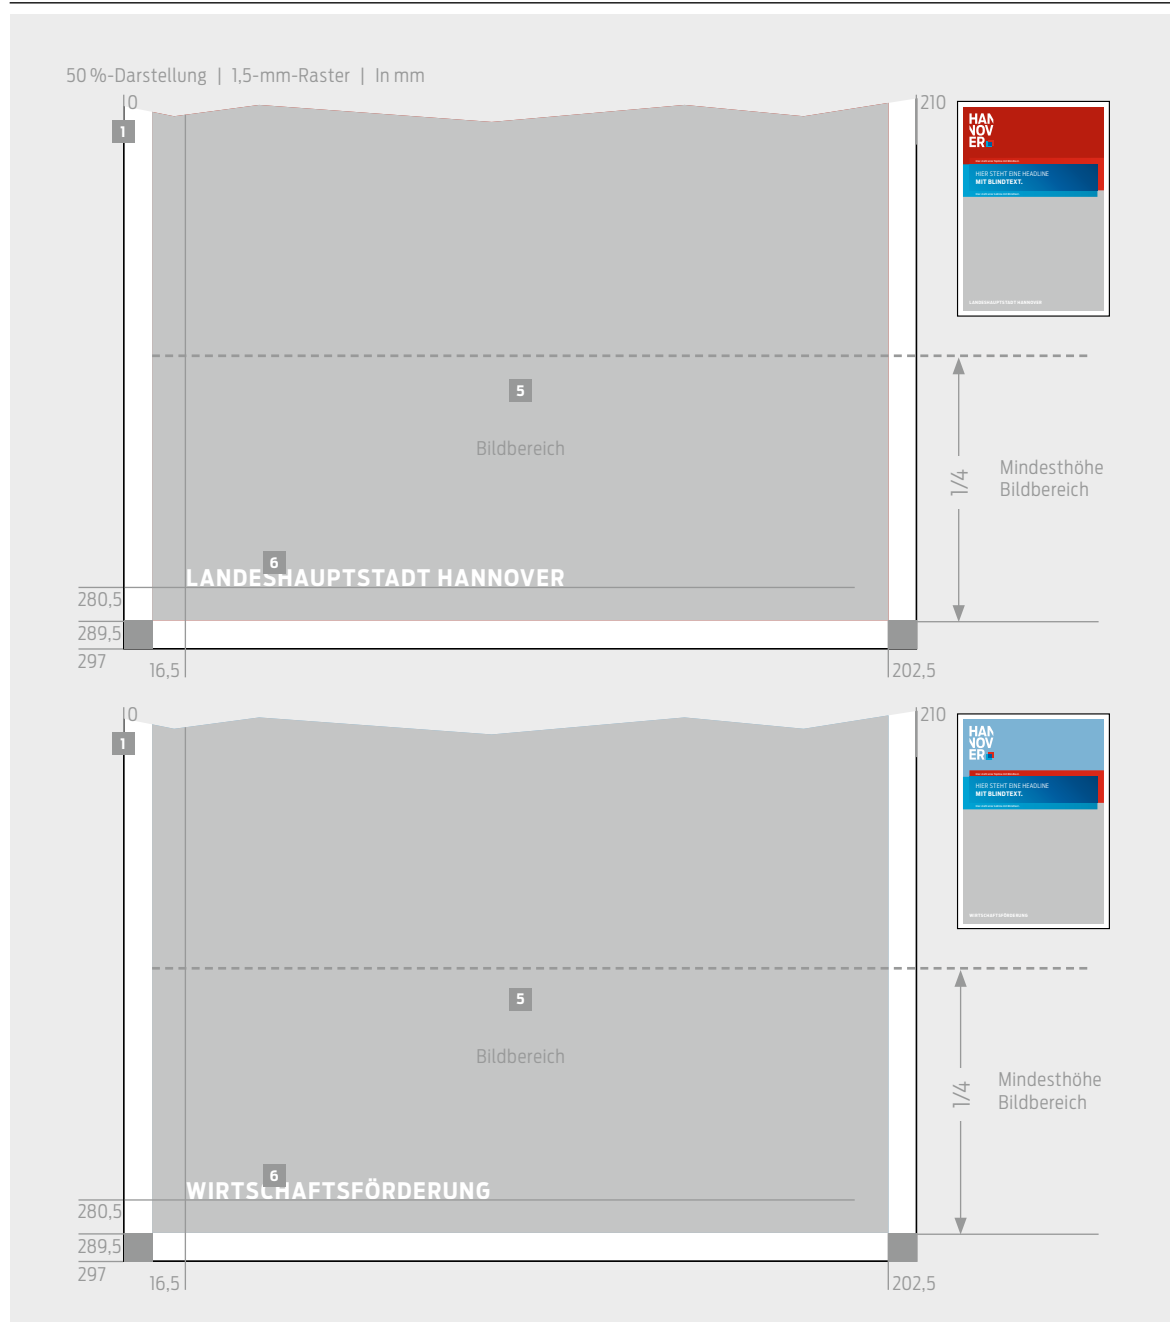 50 %-Darstellung | 1,5-mm-Raster | In mm
0
210
1
HAN
NOV
ER
HIER STEHT EINE HEADLINE
MIT BLINDTEXT.
LANDESHAUPTSTADT HANNOVER
5
Bildbereich
1/4
Mindesthöhe
Bildbereich
6
LANDESHAUPTSTADT HANNOVER
280,5
289,5
297
16,5
202,5
0
210
1
HAN
NOV
ER
HIER STEHT EINE HEADLINE
MIT BLINDTEXT.
WIRTSCHAFTSFÖRDERUNG
5
Bildbereich
1/4
Mindesthöhe
Bildbereich
6
WIRTSCHAFTSFÖRDERUNG
280,5
289,5
297
16,5
202,5